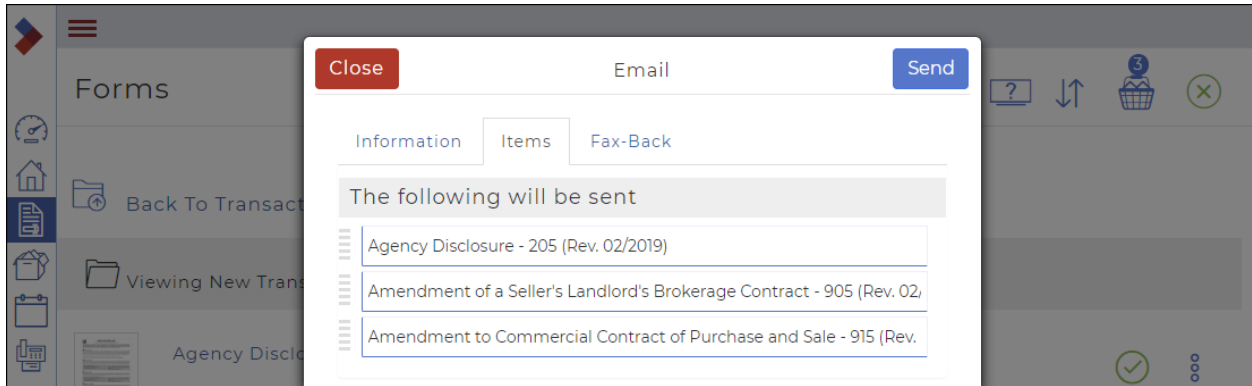 Close
Email
Send
3
?
Forms
Information
Items
Fax-Back
The following will be sent
Back To Transact
Agency Disclosure - 205 (Rev. 02/2019)
Viewing New Trans
Amendment of a Seller's Landlord's Brokerage Contract - 905 (Rev. 02/
Amendment to Commercial Contract of Purchase and Sale - 915 (Rev.
Agency Disclo